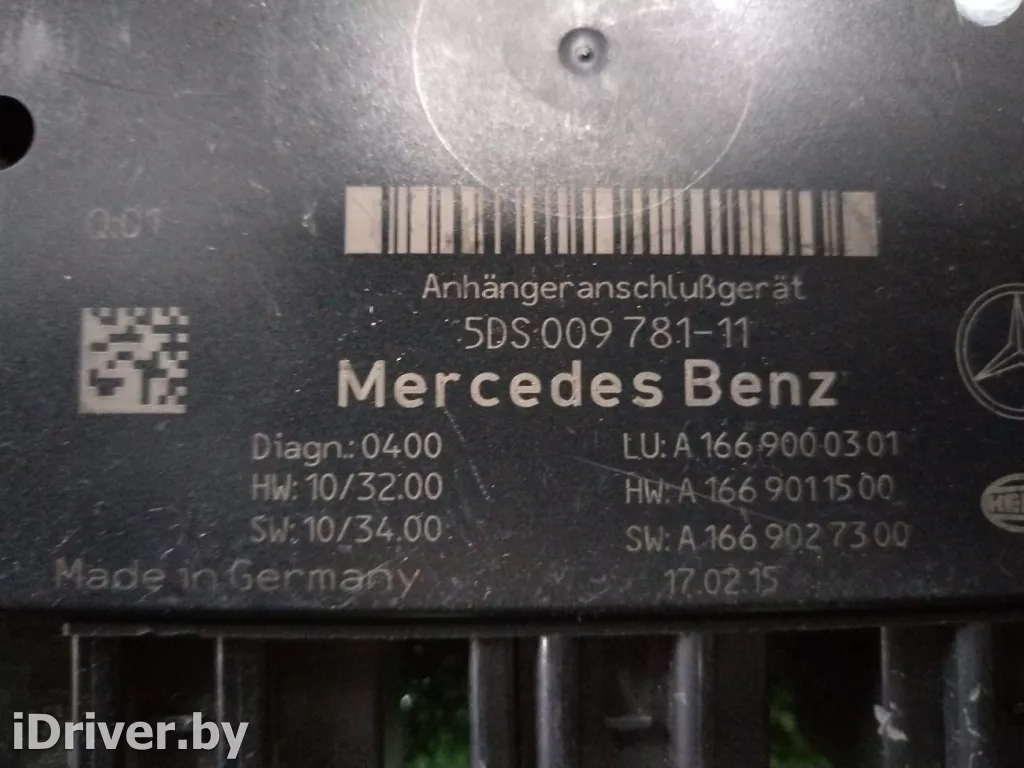 Q:01
Anhängeranschlußgerät
5DS 009 781-11
Mercedes Benz
Diagn.: 0400
LU: A 166 900 03 01
HW: 10/32.00
HW: A 166 901 15 00
SW: 10/34.00
SW: A 166 902 73 00
Made in Germany
17.02.15
iDriver.by